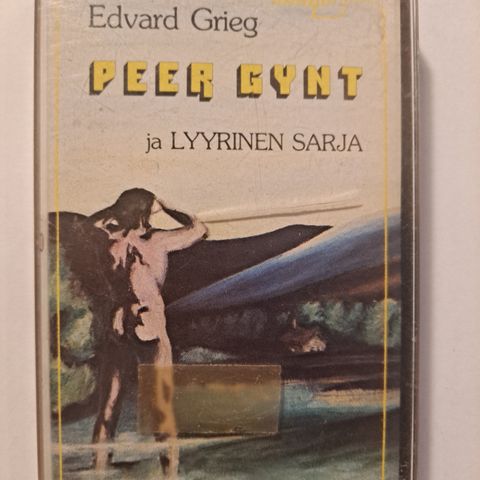 Edvard Grieg
PEER GYNT
ja LYYRINEN SARJA